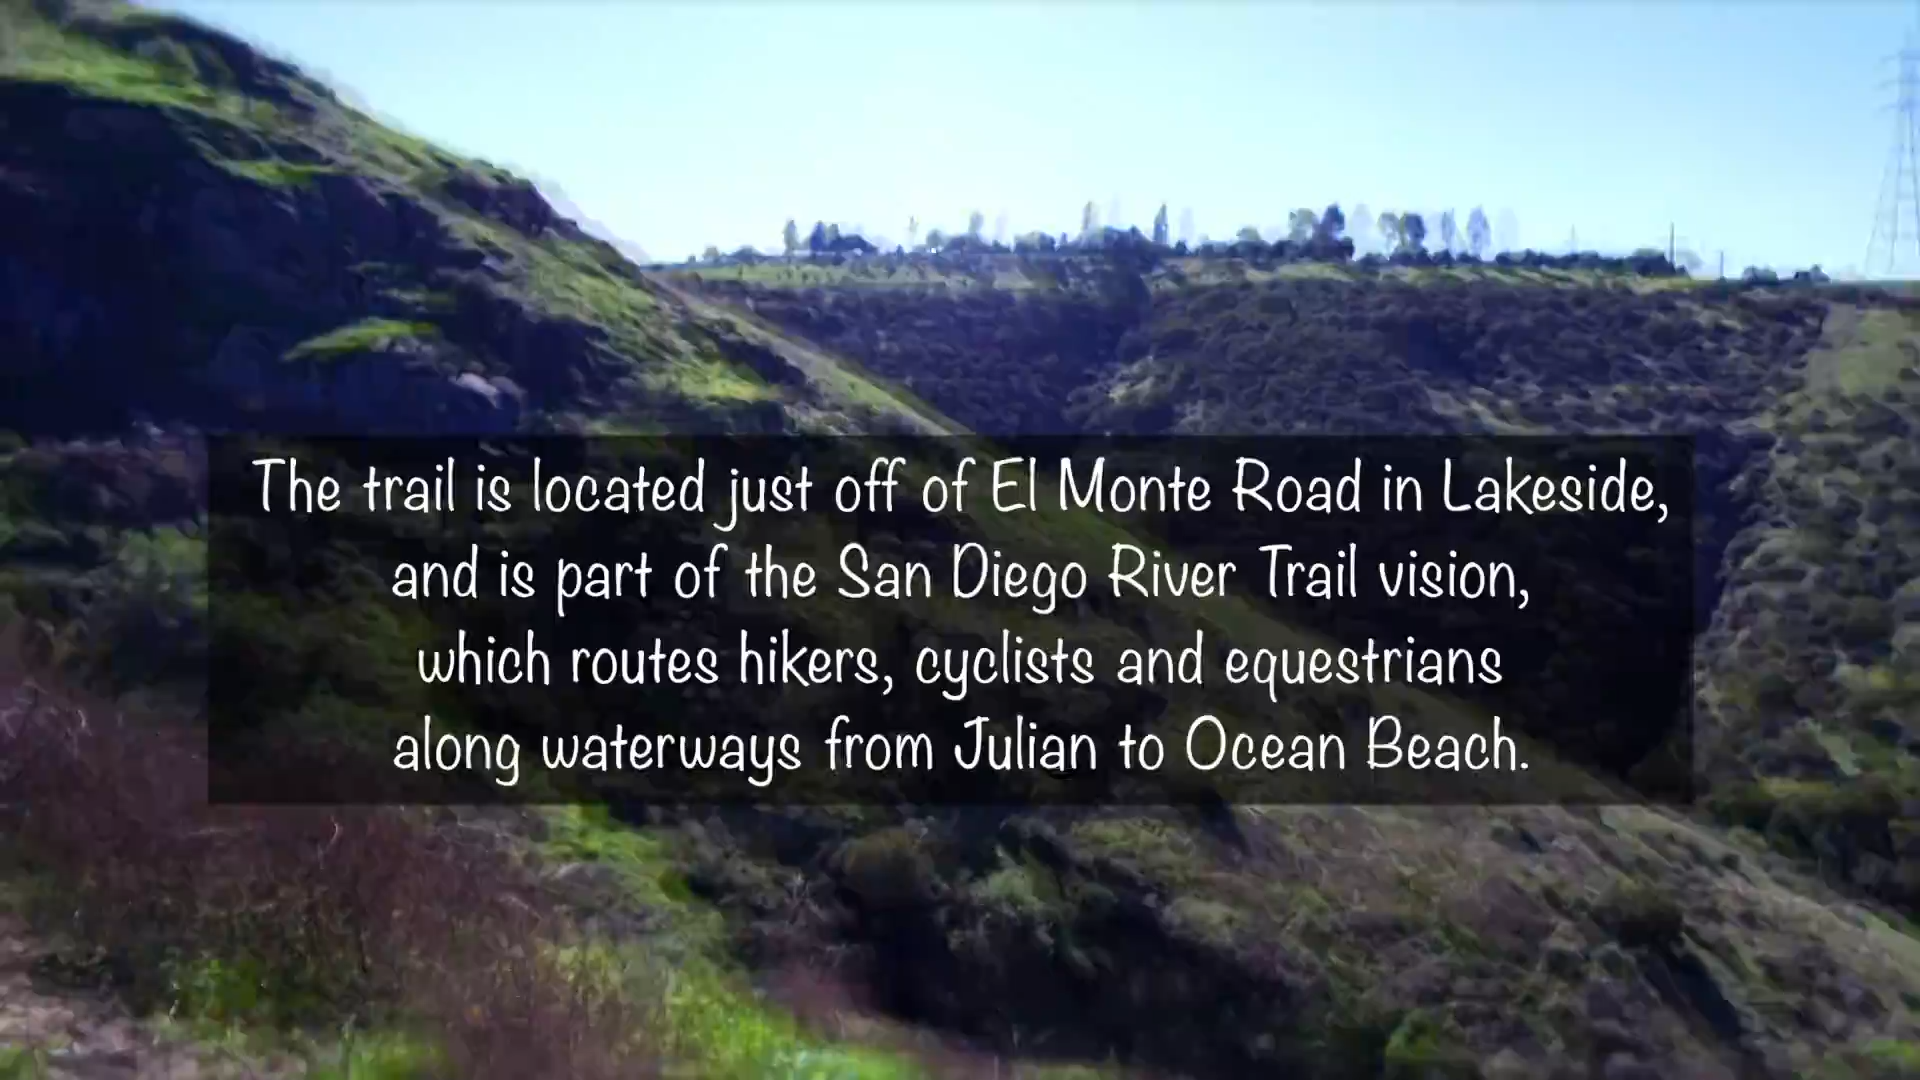 The trail is located just off of El Monte Road in Lakeside,
and is part of the San Diego River Trail vision,
which routes hikers, cyclists and equestrians
along waterways from Julian to Ocean Beach.